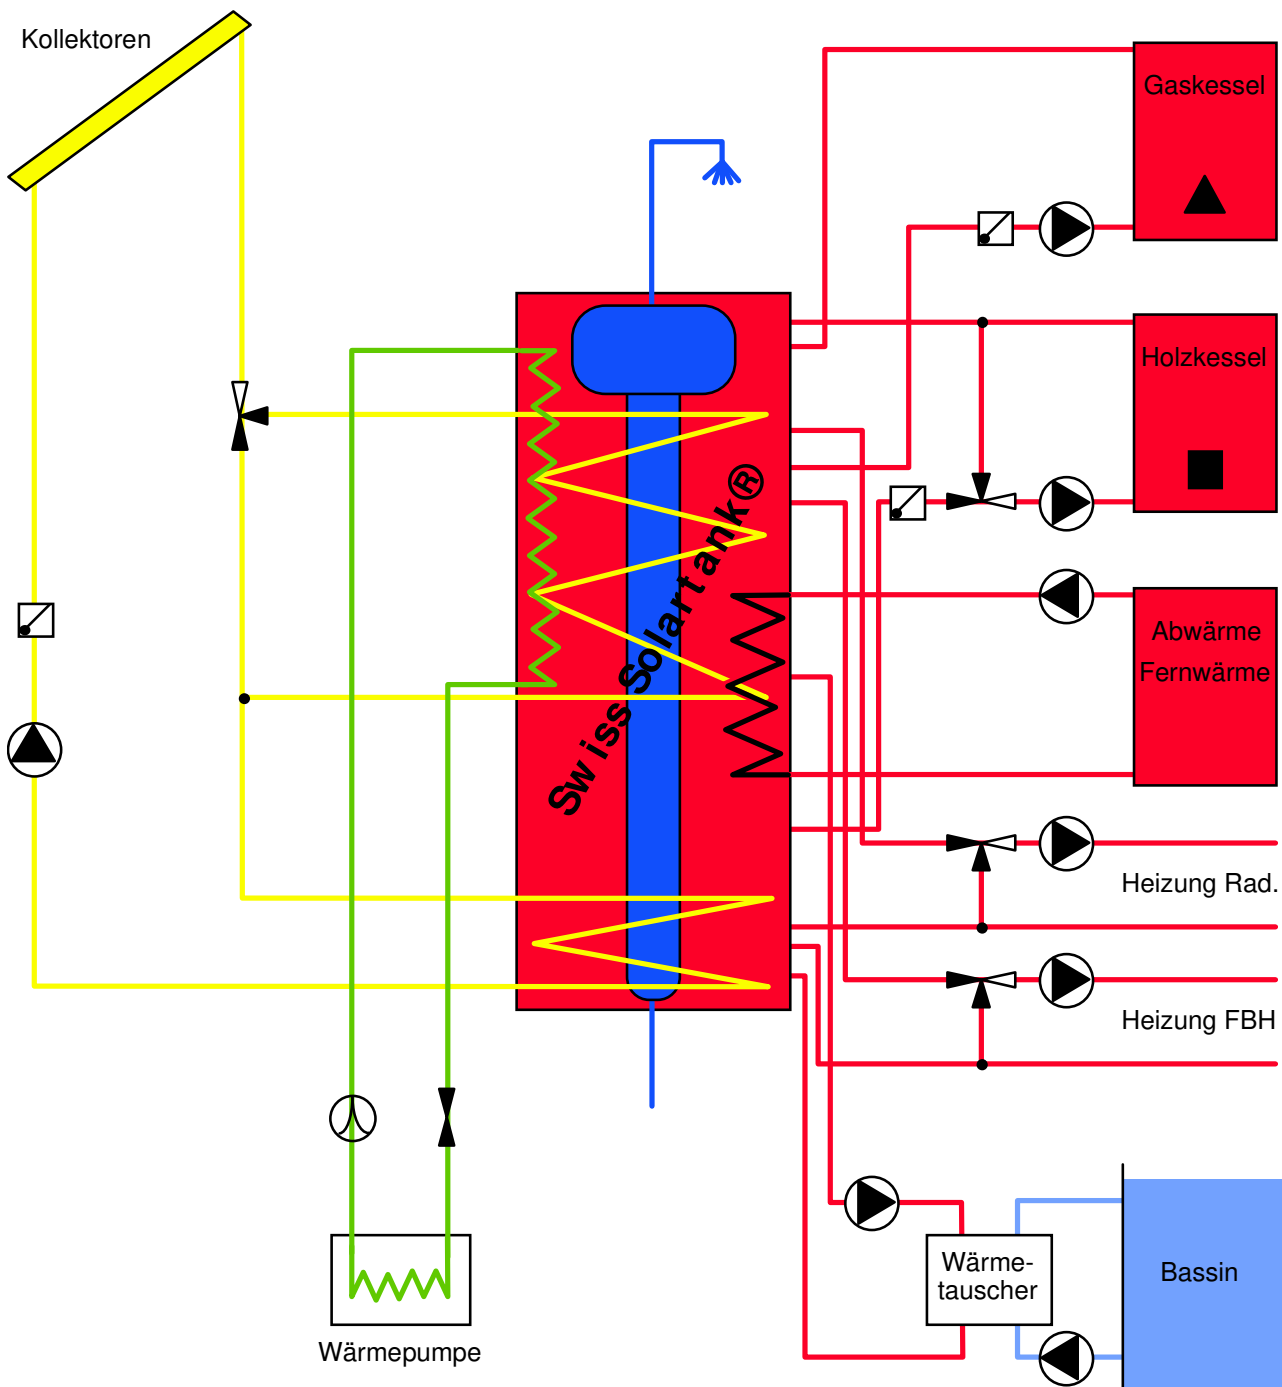 Kollektoren
Gaskessel
Holzkessel
Swiss Solartank®
Abwärme
Fernwärme
Heizung Rad.
Heizung FBH
Wärme-
tauscher
Bassin
Wärmepumpe